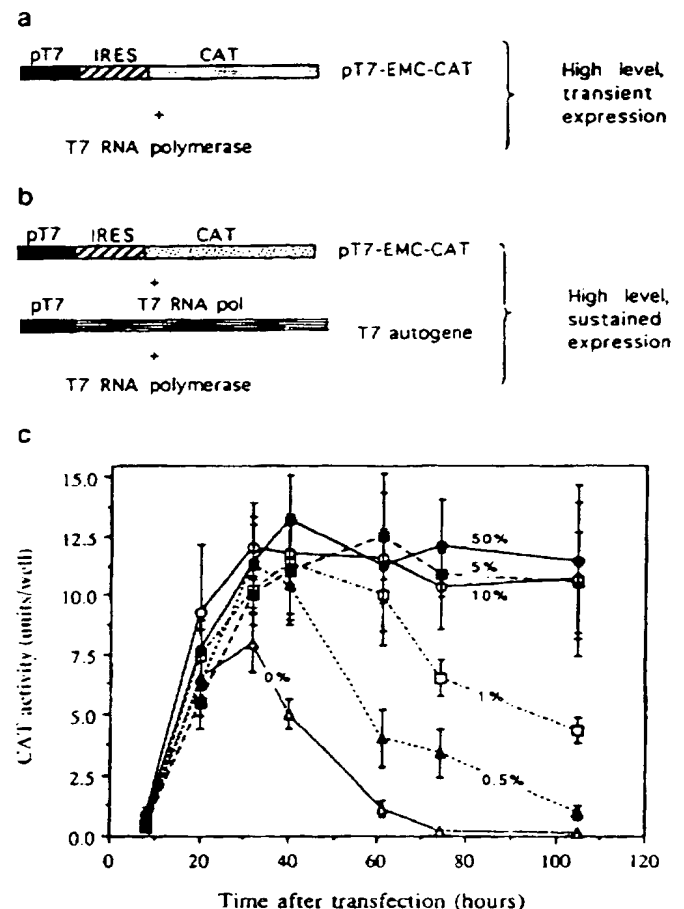 a
pT7 IRES CAT
pT7-EMC-CAT
+
T7 RNA polymerase
High level,
transient
expression
b
pT7 IRES CAT
pT7-EMC-CAT
+
pT7 T7 RNA pol
T7 autogene
+
T7 RNA polymerase
High level,
sustained
expression
c
CAT activity (units/well)
15.0
12.5
10.0
7.5
5.0
2.5
0.0
50%
5%
10%
0%
1%
0.5%
0 20 40 60 80 100 120
Time after transfection (hours)